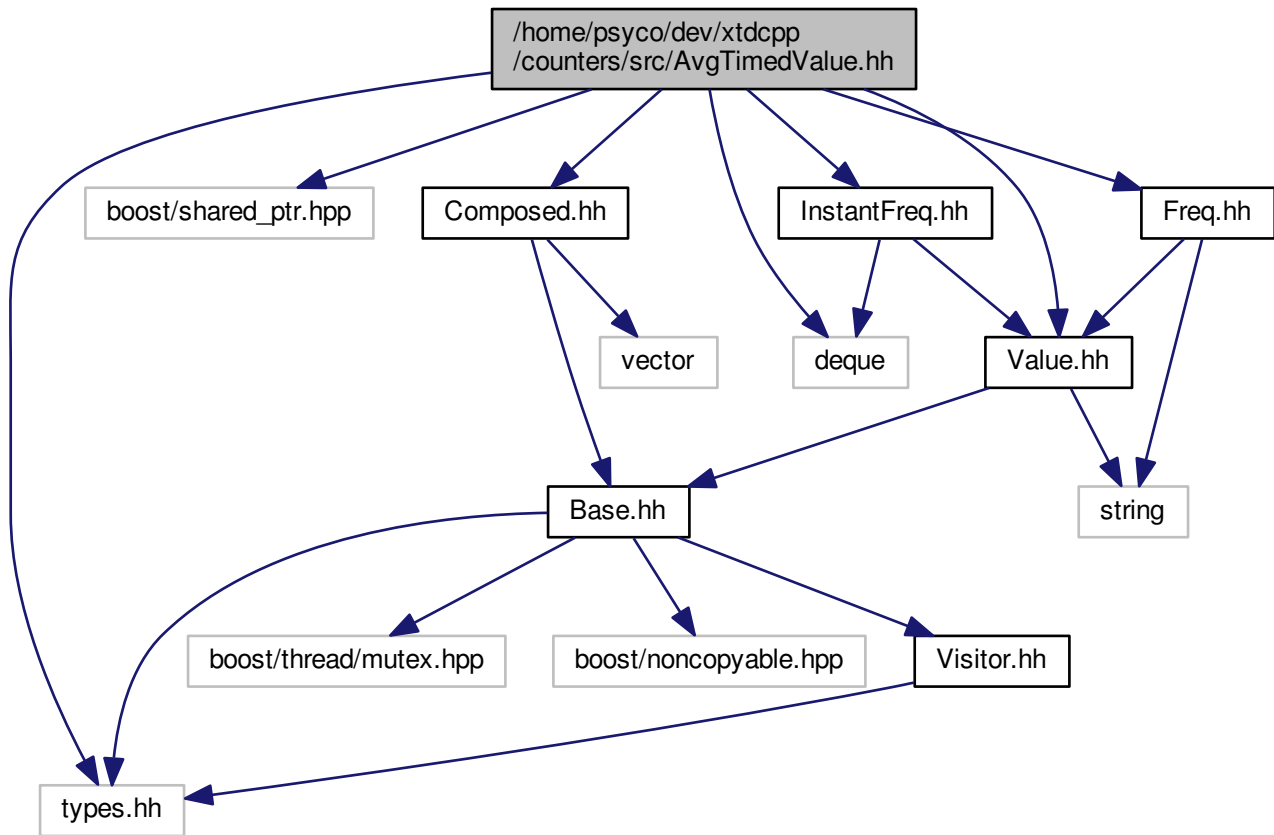 /home/psyco/dev/xtdcpp
/counters/src/AvgTimedValue.hh
boost/shared_ptr.hpp
Composed.hh
InstantFreq.hh
Freq.hh
vector
deque
Value.hh
Base.hh
string
boost/thread/mutex.hpp
boost/noncopyable.hpp
Visitor.hh
types.hh